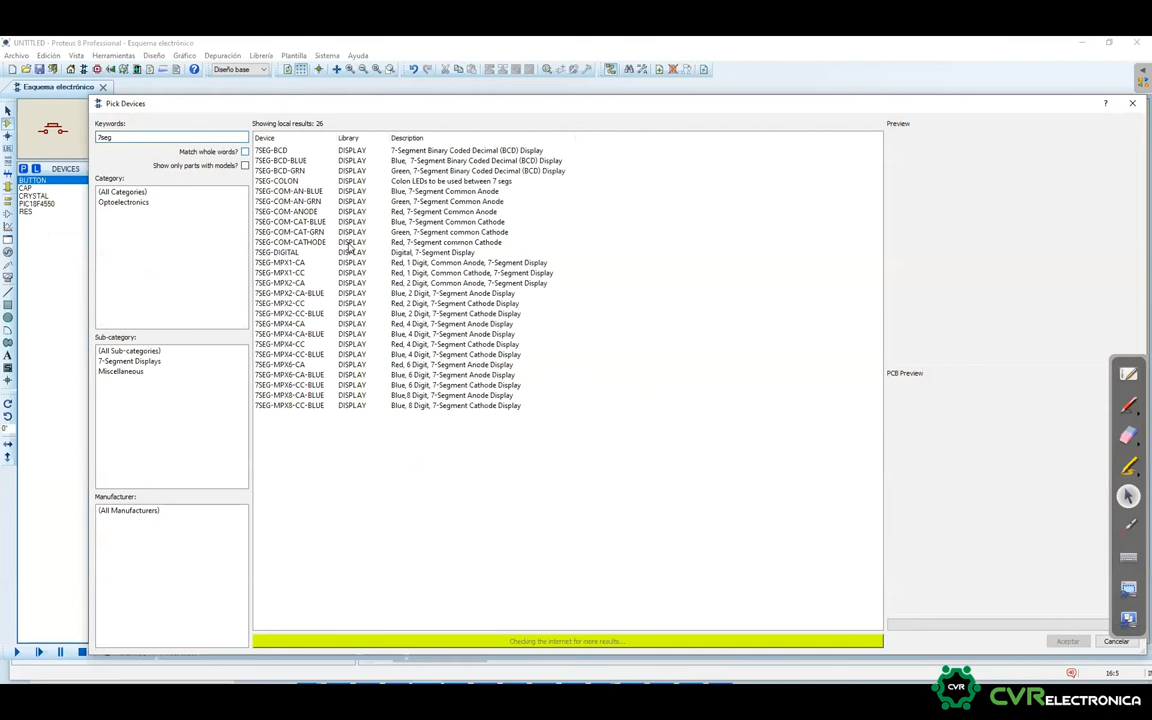 UNTITLED - Proteus 8 Professional - Esquema electrónico
Archivo Edición Vista Herramientas Diseño Gráfico Depuración Librería Plantilla Sistema Ayuda
Diseño base
Esquema electrónico
Pick Devices
Keywords:
7seg
Match whole words?
Show only parts with models?
Category:
(All Categories)
Optoelectronics
Sub-category:
(All Sub-categories)
7-Segment Displays
Miscellaneous
Manufacturer:
(All Manufacturers)
P L DEVICES
BUTTON
CAP
CRYSTAL
PIC18F4550
RES
Showing local results: 26
Device Library Description
7SEG-BCD DISPLAY 7-Segment Binary Coded Decimal (BCD) Display
7SEG-BCD-BLUE DISPLAY Blue, 7-Segment Binary Coded Decimal (BCD) Display
7SEG-BCD-GRN DISPLAY Green, 7-Segment Binary Coded Decimal (BCD) Display
7SEG-COLON DISPLAY Colon LEDs to be used between 7 segs
7SEG-COM-AN-BLUE DISPLAY Blue, 7-Segment Common Anode
7SEG-COM-AN-GRN DISPLAY Green, 7-Segment Common Anode
7SEG-COM-ANODE DISPLAY Red, 7-Segment Common Anode
7SEG-COM-CAT-BLUE DISPLAY Blue, 7-Segment Common Cathode
7SEG-COM-CAT-GRN DISPLAY Green, 7-Segment common Cathode
7SEG-COM-CATHODE DISPLAY Red, 7-Segment common Cathode
7SEG-DIGITAL DISPLAY Digital, 7-Segment Display
7SEG-MPX1-CA DISPLAY Red, 1 Digit, Common Anode, 7-Segment Display
7SEG-MPX1-CC DISPLAY Red, 1 Digit, Common Cathode, 7-Segment Display
7SEG-MPX2-CA DISPLAY Red, 2 Digit, Common Anode, 7-Segment Display
7SEG-MPX2-CA-BLUE DISPLAY Blue, 2 Digit, 7-Segment Anode Display
7SEG-MPX2-CC DISPLAY Red, 2 Digit, 7-Segment Cathode Display
7SEG-MPX2-CC-BLUE DISPLAY Blue, 2 Digit, 7-Segment Cathode Display
7SEG-MPX4-CA DISPLAY Red, 4 Digit, 7-Segment Anode Display
7SEG-MPX4-CA-BLUE DISPLAY Blue, 4 Digit, 7-Segment Anode Display
7SEG-MPX4-CC DISPLAY Red, 4 Digit, 7-Segment Cathode Display
7SEG-MPX4-CC-BLUE DISPLAY Blue, 4 Digit, 7-Segment Cathode Display
7SEG-MPX6-CA DISPLAY Red, 6 Digit, 7-Segment Anode Display
7SEG-MPX6-CA-BLUE DISPLAY Blue, 6 Digit, 7-Segment Anode Display
7SEG-MPX6-CC-BLUE DISPLAY Blue, 6 Digit, 7-Segment Cathode Display
7SEG-MPX8-CA-BLUE DISPLAY Blue,8 Digit, 7-Segment Anode Display
7SEG-MPX8-CC-BLUE DISPLAY Blue, 8 Digit, 7-Segment Cathode Display
Checking the internet for more results...
Preview
PCB Preview
Aceptar Cancelar
16:5
CVR
CVRELECTRONICA